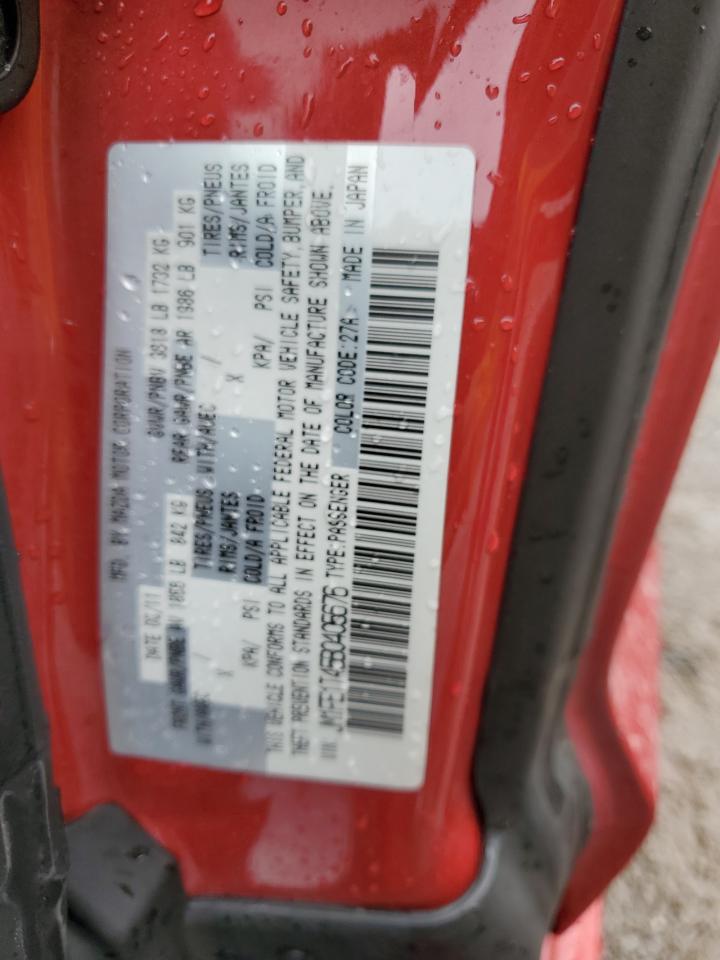 MFD. BY MAZDA MOTOR CORPORATION
DATE GVWR/PNBV 3818 LB 1732 KG
FRONT GAWR/PNBE AV LB 842 KG REAR GAWR/PNBE AR 1986 LB 901 KG
WITH/AVEC / TIRES/PNEUS WITH/AVEC / TIRES/PNEUS
X RIMS/JANTES X RIMS/JANTES
KPA/ PSI COLD/A FROID KPA/ PSI COLD/A FROID
THIS VEHICLE CONFORMS TO ALL APPLICABLE FEDERAL MOTOR VEHICLE SAFETY, BUMPER, AND
THEFT PREVENTION STANDARDS IN EFFECT ON THE DATE OF MANUFACTURE SHOWN ABOVE.
VIN: JM1FE1T45B0405676 TYPE:PASSENGER COLOR CODE:27A MADE IN JAPAN